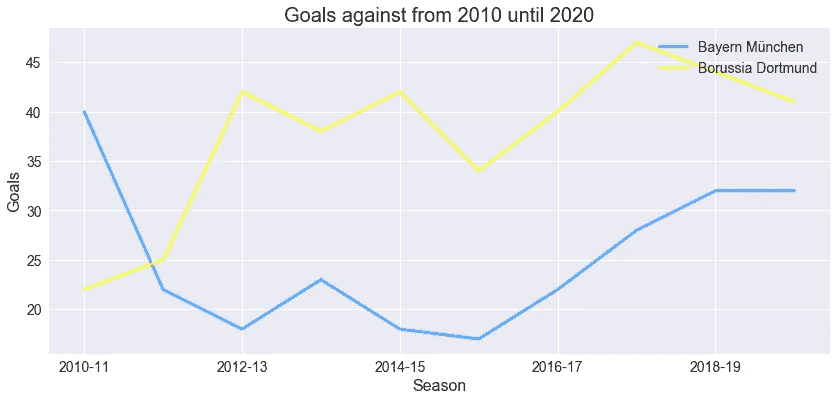 Goals against from 2010 until 2020
Bayern München
Borussia Dortmund
45
40
35
30
25
20
Goals
2010-11
2012-13
2014-15
2016-17
2018-19
Season